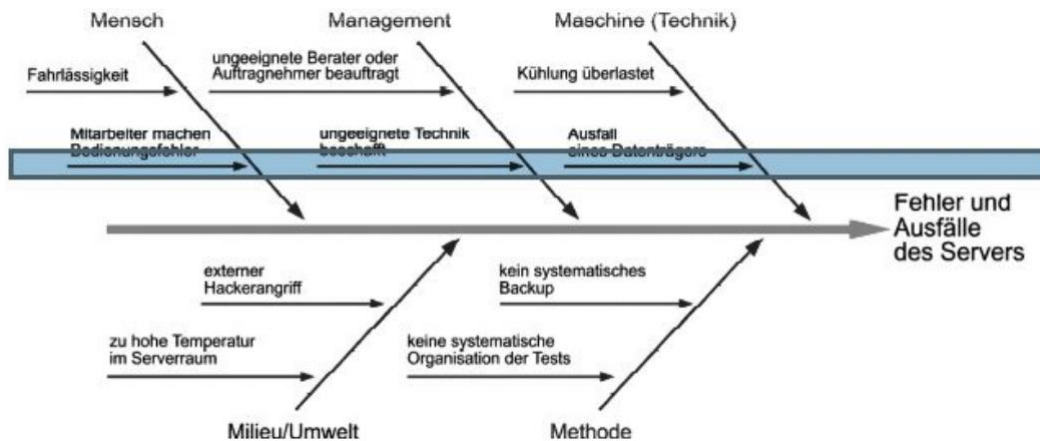 Mensch
Management
Maschine (Technik)
Fahrlässigkeit
ungeeignete Berater oder
Auftragnehmer beauftragt
Kühlung überlastet
Mitarbeiter machen
Bedienungsfehler
ungeeignete Technik
beschafft
Ausfall
eines Datenträgers
Fehler und
Ausfälle
des Servers
externer
Hackerangriff
kein systematisches
Backup
zu hohe Temperatur
im Serverraum
keine systematische
Organisation der Tests
Milieu/Umwelt
Methode